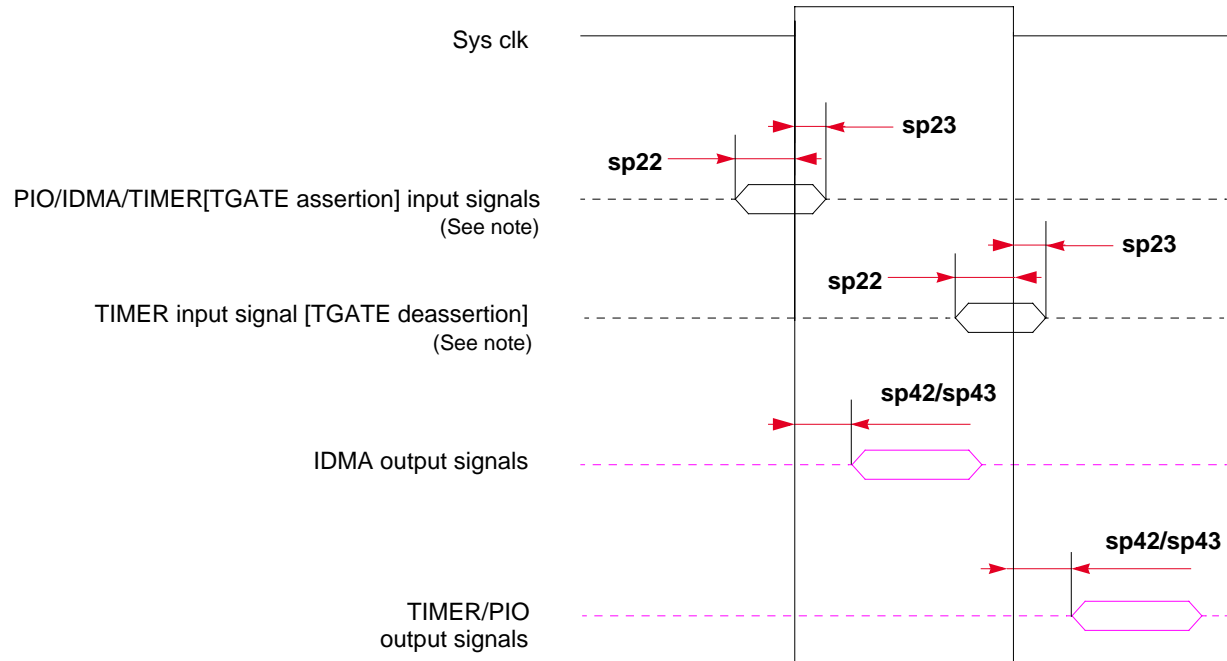 Sys clk
sp23
sp22
PIO/IDMA/TIMER[TGATE assertion] input signals
(See note)
sp23
sp22
TIMER input signal [TGATE deassertion]
(See note)
sp42/sp43
IDMA output signals
sp42/sp43
TIMER/PIO
output signals